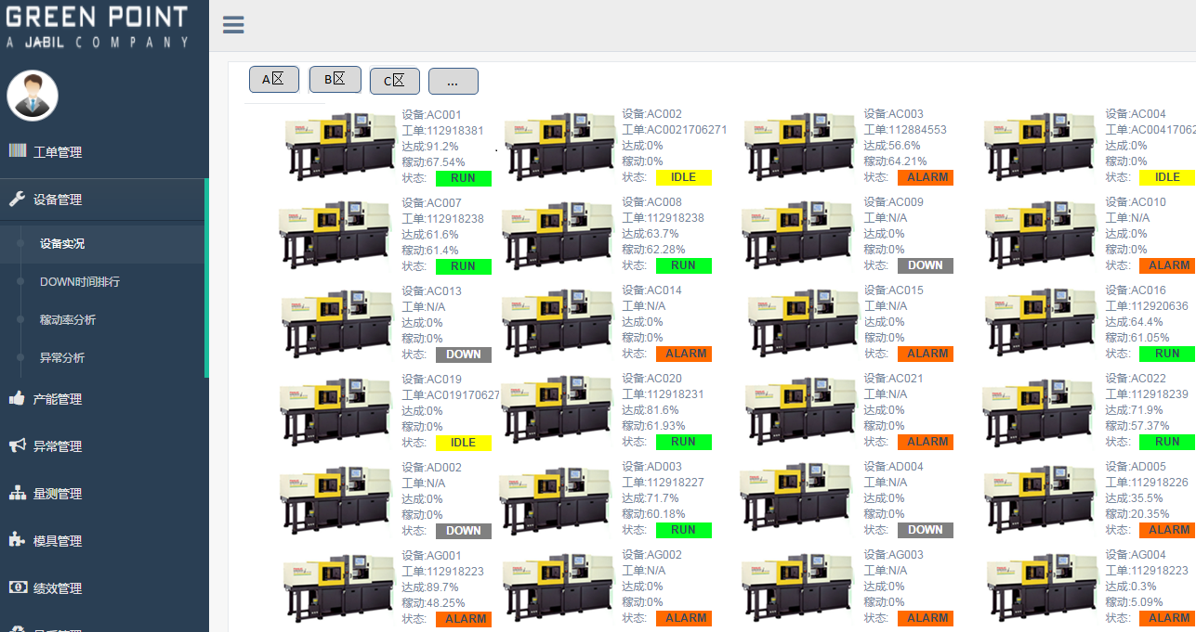 GREEN POINT
A JABIL COMPANY
工单管理
设备管理
设备实况
DOWN时间排行
稼动率分析
异常分析
产能管理
异常管理
量测管理
模具管理
绩效管理
A区
B区
C区
...
设备:AC001
工单:112918381
达成:91.2%
稼动:67.54%
状态: RUN
设备:AC002
工单:AC0021706271
达成:0%
稼动:0%
状态: IDLE
设备:AC003
工单:112884553
达成:56.6%
稼动:64.21%
状态: ALARM
设备:AC004
工单:AC00417062
达成:0%
稼动:0%
状态: IDLE
设备:AC007
工单:112918238
达成:61.6%
稼动:61.4%
状态: RUN
设备:AC008
工单:112918238
达成:63.7%
稼动:62.28%
状态: RUN
设备:AC009
工单:N/A
达成:0%
稼动:0%
状态: DOWN
设备:AC010
工单:N/A
达成:0%
稼动:0%
状态: ALARM
设备:AC013
工单:N/A
达成:0%
稼动:0%
状态: DOWN
设备:AC014
工单:N/A
达成:0%
稼动:0%
状态: ALARM
设备:AC015
工单:N/A
达成:0%
稼动:0%
状态: ALARM
设备:AC016
工单:112920636
达成:64.4%
稼动:61.05%
状态: RUN
设备:AC019
工单:AC019170627
达成:0%
稼动:0%
状态: IDLE
设备:AC020
工单:112918231
达成:81.6%
稼动:61.93%
状态: RUN
设备:AC021
工单:N/A
达成:0%
稼动:0%
状态: ALARM
设备:AC022
工单:112918239
达成:71.9%
稼动:57.37%
状态: RUN
设备:AD002
工单:N/A
达成:0%
稼动:0%
状态: DOWN
设备:AD003
工单:112918227
达成:71.7%
稼动:60.18%
状态: RUN
设备:AD004
工单:N/A
达成:0%
稼动:0%
状态: DOWN
设备:AD005
工单:112918226
达成:35.5%
稼动:20.35%
状态: ALARM
设备:AG001
工单:112918223
达成:89.7%
稼动:48.25%
状态: ALARM
设备:AG002
工单:N/A
达成:0%
稼动:0%
状态: ALARM
设备:AG003
工单:N/A
达成:0%
稼动:0%
状态: ALARM
设备:AG004
工单:112918223
达成:0.3%
稼动:5.09%
状态: ALARM